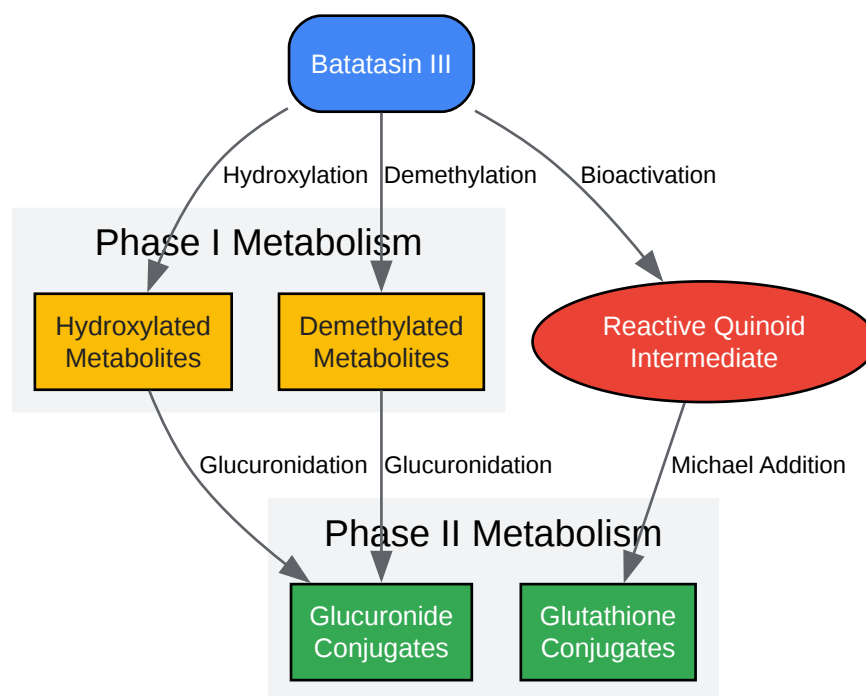 Batatasin III
Hydroxylation
Demethylation
Bioactivation
Phase I Metabolism
Hydroxylated
Metabolites
Demethylated
Metabolites
Reactive Quinoid
Intermediate
Glucuronidation
Glucuronidation
Michael Addition
Phase II Metabolism
Glucuronide
Conjugates
Glutathione
Conjugates